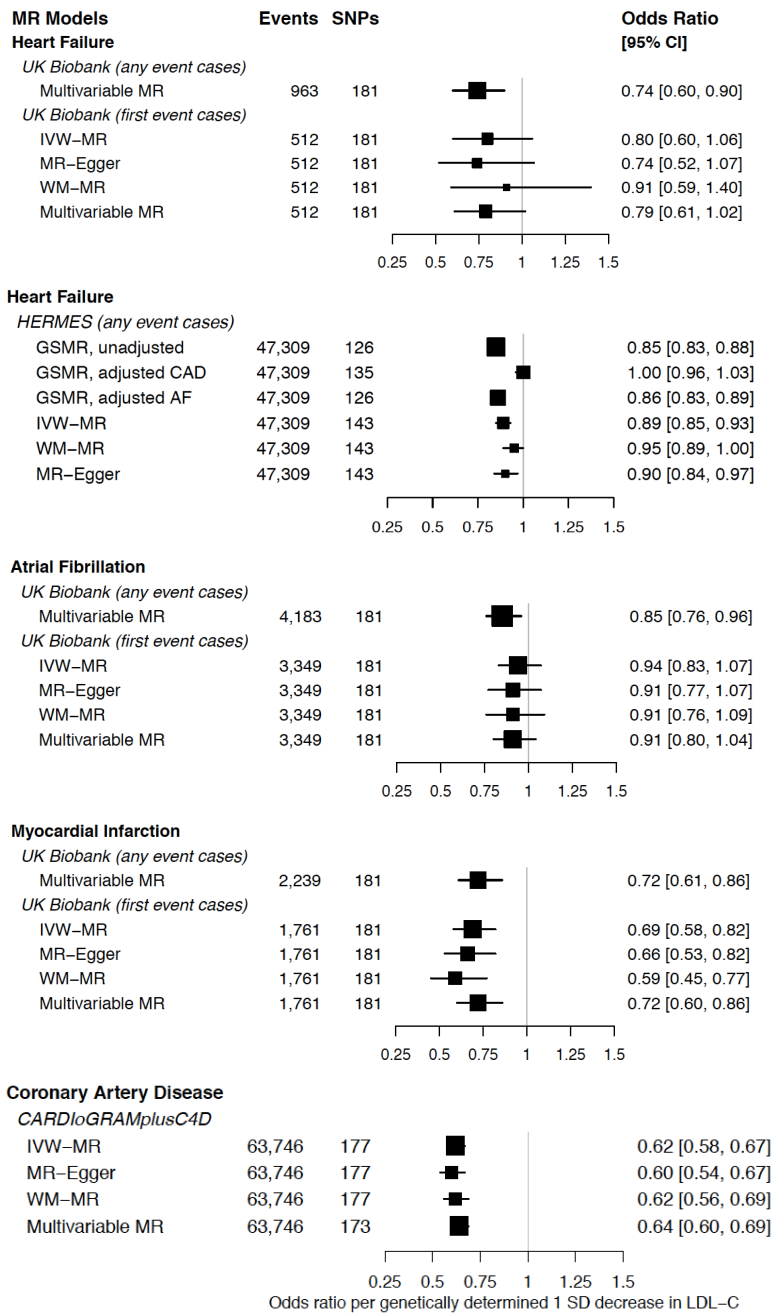 MR Models Events SNPs Odds Ratio
Heart Failure [95% CI]
UK Biobank (any event cases)
Multivariable MR 963 181 0.74 [0.60, 0.90]
UK Biobank (first event cases)
IVW−MR 512 181 0.80 [0.60, 1.06]
MR−Egger 512 181 0.74 [0.52, 1.07]
WM−MR 512 181 0.91 [0.59, 1.40]
Multivariable MR 512 181 0.79 [0.61, 1.02]
0.25 0.5 0.75 1 1.25 1.5
Heart Failure
HERMES (any event cases)
GSMR, unadjusted 47,309 126 0.85 [0.83, 0.88]
GSMR, adjusted CAD 47,309 135 1.00 [0.96, 1.03]
GSMR, adjusted AF 47,309 126 0.86 [0.83, 0.89]
IVW−MR 47,309 143 0.89 [0.85, 0.93]
WM−MR 47,309 143 0.95 [0.89, 1.00]
MR−Egger 47,309 143 0.90 [0.84, 0.97]
0.25 0.5 0.75 1 1.25 1.5
Atrial Fibrillation
UK Biobank (any event cases)
Multivariable MR 4,183 181 0.85 [0.76, 0.96]
UK Biobank (first event cases)
IVW−MR 3,349 181 0.94 [0.83, 1.07]
MR−Egger 3,349 181 0.91 [0.77, 1.07]
WM−MR 3,349 181 0.91 [0.76, 1.09]
Multivariable MR 3,349 181 0.91 [0.80, 1.04]
0.25 0.5 0.75 1 1.25 1.5
Myocardial Infarction
UK Biobank (any event cases)
Multivariable MR 2,239 181 0.72 [0.61, 0.86]
UK Biobank (first event cases)
IVW−MR 1,761 181 0.69 [0.58, 0.82]
MR−Egger 1,761 181 0.66 [0.53, 0.82]
WM−MR 1,761 181 0.59 [0.45, 0.77]
Multivariable MR 1,761 181 0.72 [0.60, 0.86]
0.25 0.5 0.75 1 1.25 1.5
Coronary Artery Disease
CARDIoGRAMplusC4D
IVW−MR 63,746 177 0.62 [0.58, 0.67]
MR−Egger 63,746 177 0.60 [0.54, 0.67]
WM−MR 63,746 177 0.62 [0.56, 0.69]
Multivariable MR 63,746 173 0.64 [0.60, 0.69]
0.25 0.5 0.75 1 1.25 1.5
Odds ratio per genetically determined 1 SD decrease in LDL−C